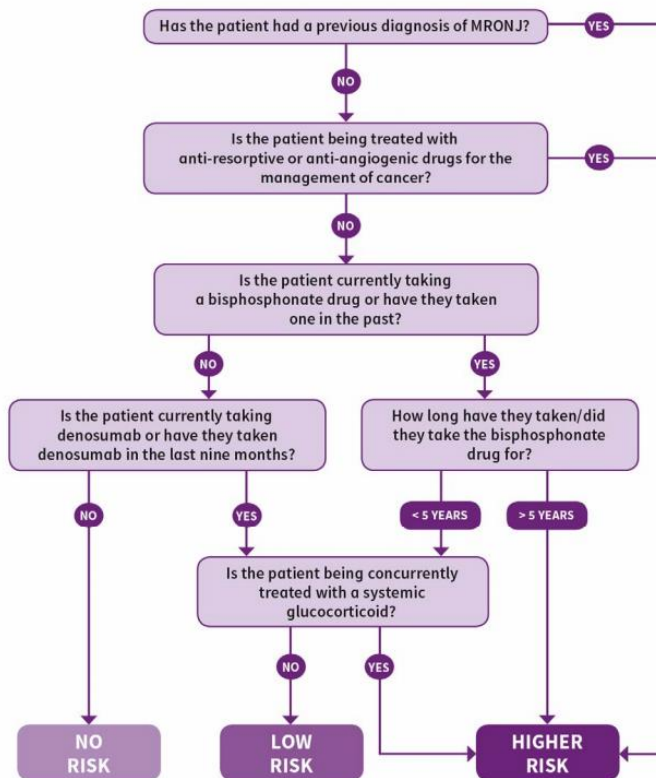 Has the patient had a previous diagnosis of MRONJ?
YES
NO
Is the patient being treated with
anti-resorptive or anti-angiogenic drugs for the
management of cancer?
YES
NO
Is the patient currently taking
a bisphosphonate drug or have they taken
one in the past?
NO
YES
Is the patient currently taking
denosumab or have they taken
denosumab in the last nine months?
How long have they taken/did
they take the bisphosphonate
drug for?
NO
YES
< 5 YEARS
> 5 YEARS
Is the patient being concurrently
treated with a systemic
glucocorticoid?
NO
YES
NO
RISK
LOW
RISK
HIGHER
RISK